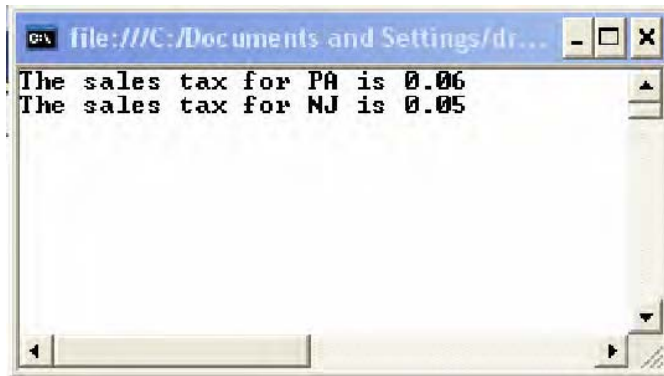 C:\ file:///C:/Documents and Settings/dr...
The sales tax for PA is 0.06
The sales tax for NJ is 0.05